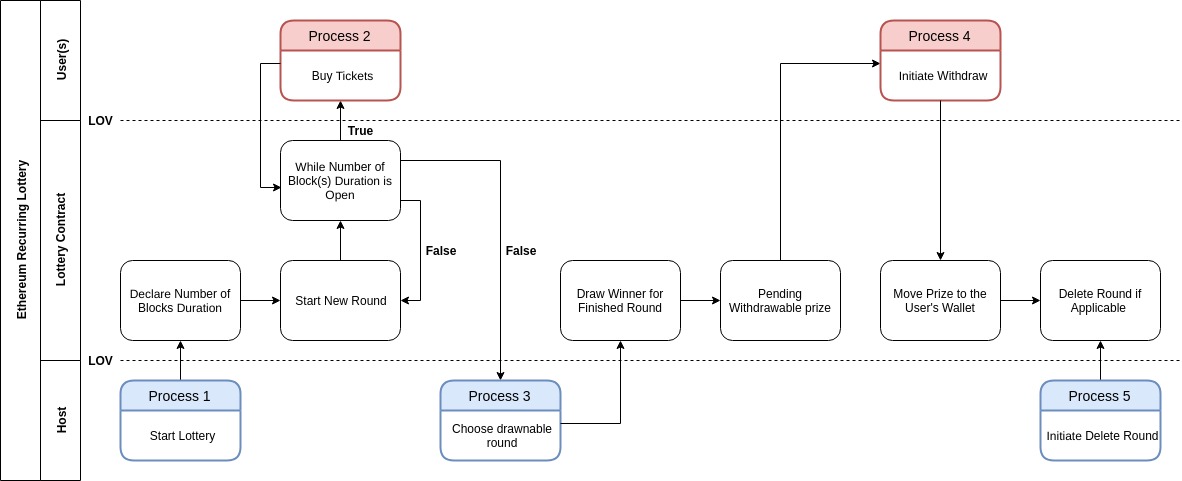 Ethereum Recurring Lottery
User(s)
Process 2
Buy Tickets
Process 4
Initiate Withdraw
LOV
True
Lottery Contract
While Number of
Block(s) Duration is
Open
False
False
Declare Number of
Blocks Duration
Start New Round
Draw Winner for
Finished Round
Pending
Withdrawable prize
Move Prize to the
User's Wallet
Delete Round if
Applicable
LOV
Host
Process 1
Start Lottery
Process 3
Choose drawnable
round
Process 5
Initiate Delete Round